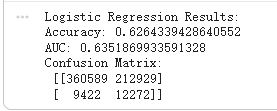 Logistic Regression Results:
Accuracy: 0.6264339428640552
AUC: 0.6351869933591328
Confusion Matrix:
[[360589 212929]
[ 9422 12272]]